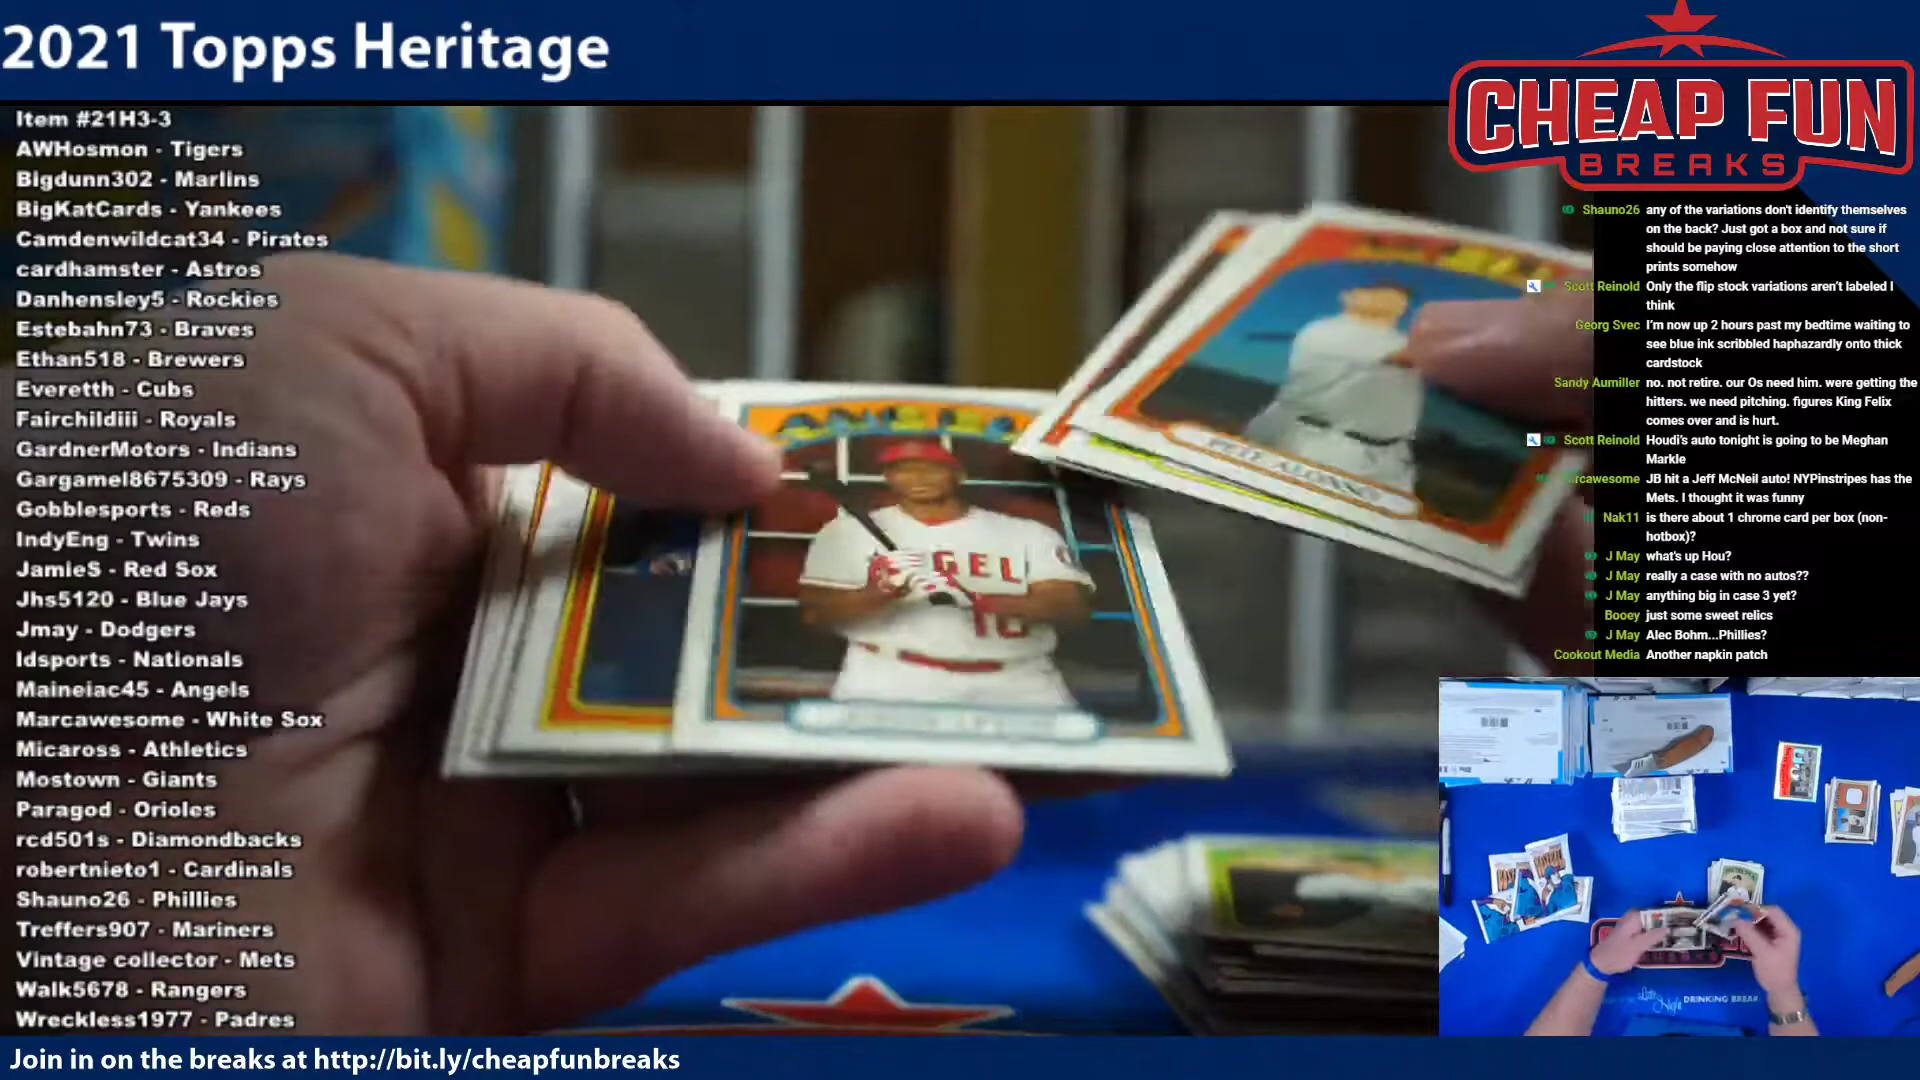 2021 Topps Heritage
CHEAP FUN
BREAKS
Item #21H3-3
AWHosmon - Tigers
Bigdunn302 - Marlins
BigKatCards - Yankees
Camdenwildcat34 - Pirates
cardhamster - Astros
Danhensley5 - Rockies
Estebahn73 - Braves
Ethan518 - Brewers
Everetth - Cubs
Fairchildiii - Royals
GardnerMotors - Indians
Gargamel8675309 - Rays
Gobblesports - Reds
IndyEng - Twins
JamieS - Red Sox
Jhs5120 - Blue Jays
Jmay - Dodgers
ldsports - Nationals
Maineiac45 - Angels
Marcawesome - White Sox
Micaross - Athletics
Mostown - Giants
Paragod - Orioles
rcd501s - Diamondbacks
robertnieto1 - Cardinals
Shauno26 - Phillies
Treffers907 - Mariners
Vintage collector - Mets
Walk5678 - Rangers
Wreckless1977 - Padres
PETE ALONSO
ANGEL
GEL
Shauno26 any of the variations don't identify themselves
on the back? Just got a box and not sure if
should be paying close attention to the short
prints somehow
Scott Reinold Only the flip stock variations aren't labeled I
think
Georg Svec I'm now up 2 hours past my bedtime waiting to
see blue ink scribbled haphazardly onto thick
cardstock
Sandy Aumiller no. not retire. our Os need him. were getting the
hitters. we need pitching. figures King Felix
comes over and is hurt.
Scott Reinold Houdi's auto tonight is going to be Meghan
Markle
rcawesome JB hit a Jeff McNeil auto! NYPinstripes has the
Mets. I thought it was funny
Nak11 is there about 1 chrome card per box (non-
hotbox)?
J May what's up Hou?
J May really a case with no autos??
J May anything big in case 3 yet?
Booey just some sweet relics
J May Alec Bohm...Phillies?
Cookout Media Another napkin patch
Late Night DRINKING BREAK
Join in on the breaks at http://bit.ly/cheapfunbreaks